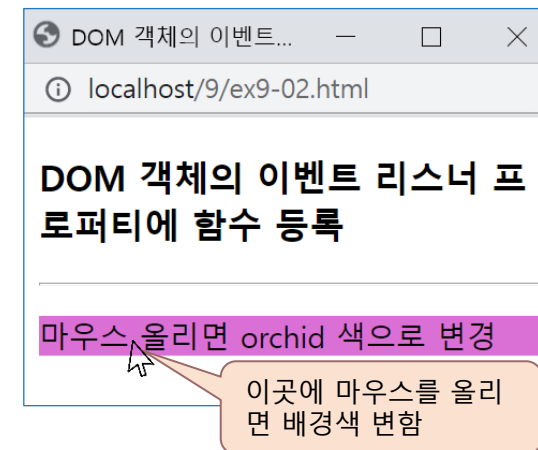 DOM 객체의 이벤트...
localhost/9/ex9-02.html
DOM 객체의 이벤트 리스너 프
로퍼티에 함수 등록
마우스 올리면 orchid 색으로 변경
이곳에 마우스를 올리
면 배경색 변함